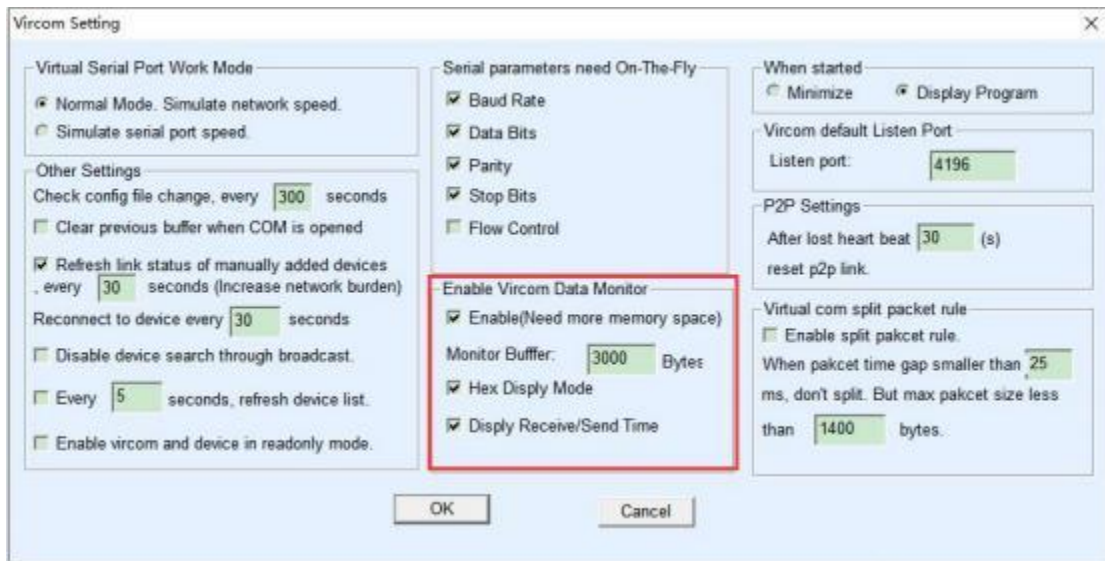 Vircom Setting
Virtual Serial Port Work Mode
Normal Mode. Simulate network speed.
Simulate serial port speed.
Other Settings
Check config file change, every 300 seconds
Clear previous buffer when COM is opened
Refresh link status of manually added devices
, every 30 seconds (Increase network burden)
Reconnect to device every 30 seconds
Disable device search through broadcast.
Every 5 seconds, refresh device list.
Enable vircom and device in readonly mode.
Serial parameters need On-The-Fly
Baud Rate
Data Bits
Parity
Stop Bits
Flow Control
Enable Vircom Data Monitor
Enable(Need more memory space)
Monitor Bufffer: 3000 Bytes
Hex Disply Mode
Disply Receive/Send Time
When started
Minimize Display Program
Vircom default Listen Port
Listen port: 4196
P2P Settings
After lost heart beat 30 (s)
reset p2p link.
Virtual com split packet rule
Enable split pakcet rule.
When pakcet time gap smaller than 25
ms, don't split. But max pakcet size less
than 1400 bytes.
OK Cancel